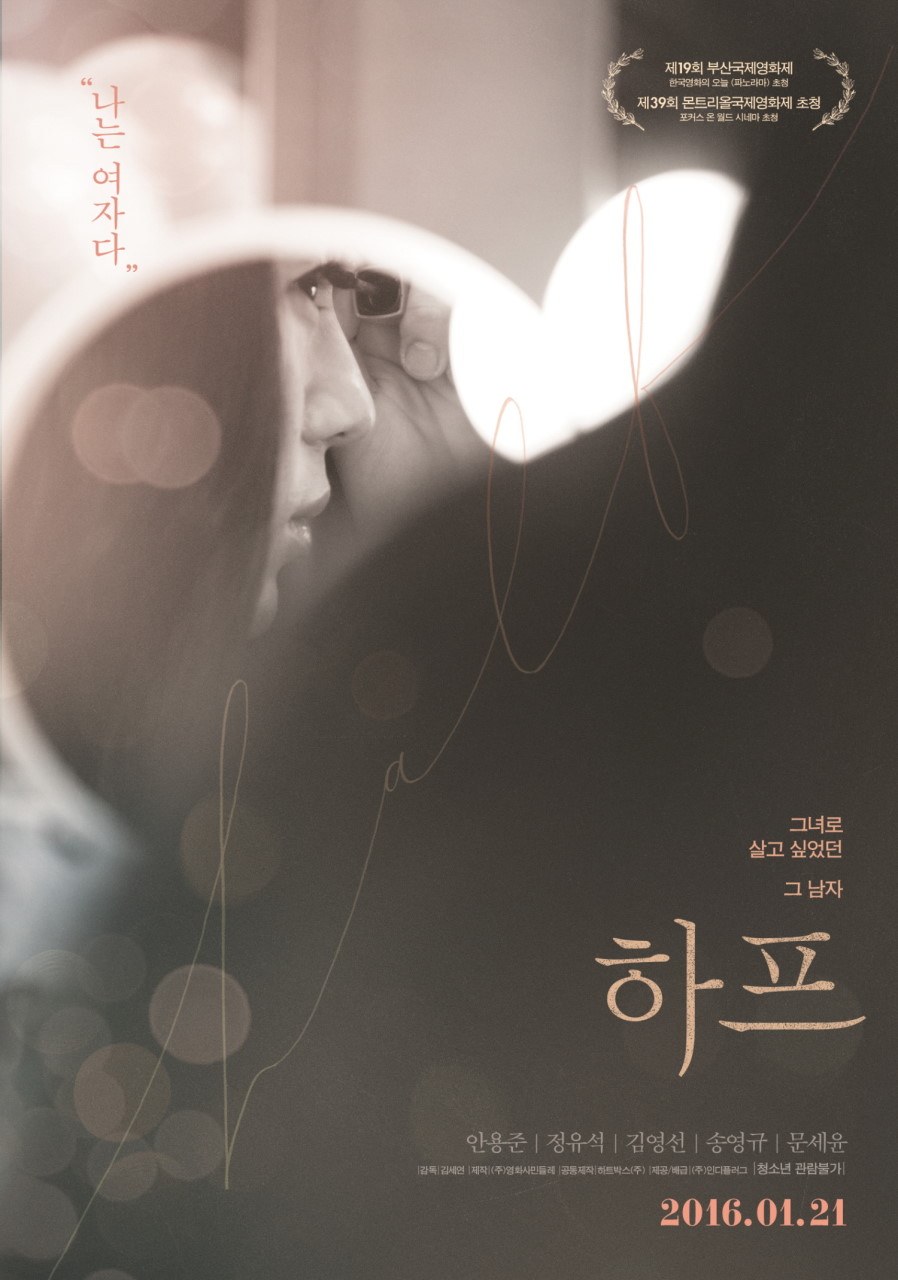 “나는 여자다”
제19회 부산국제영화제
한국영화의 오늘 (파노라마) 초청
제39회 몬트리올국제영화제 초청
포커스 온 월드 시네마 초청
half
그녀로
살고 싶었던
그 남자
하프
안용준 | 정유석 | 김영선 | 송영규 | 문세윤
|감독|김세연 |제작|(주)영화사민들레 |공동제작|하트박스(주) |제공/배급|(주)인디플러그 |청소년 관람불가|
2016.01.21